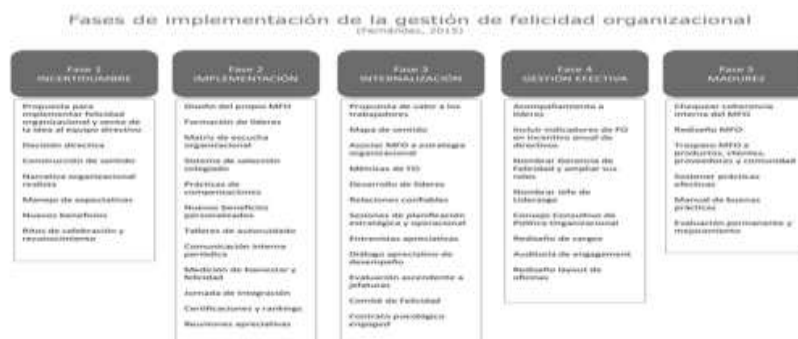 Fases de implementación de la gestión de felicidad organizacional
(Fernández, 2015)
Fase 1
INCERTIDUMBRE
Propuesta para
implementar felicidad
organizacional y venta de
la idea al equipo directivo
Decisión directiva
Construcción de sentido
Narrativa organizacional
realista
Manejo de expectativas
Nuevos beneficios
Ritos de celebración y
reconocimiento
Fase 2
IMPLEMENTACIÓN
Diseño del propio MFO
Formación de líderes
Matriz de escucha
organizacional
Sistema de selección
colegiado
Prácticas de
compensaciones
Nuevos beneficios
personalizados
Talleres de autocuidado
Comunicación interna
periódica
Medición de bienestar y
felicidad
Jornada de integración
Certificaciones y rankings
Reuniones apreciativas
Fase 3
INTERNALIZACIÓN
Propuesta de valor a los
trabajadores
Mapa de sentido
Asociar MFO a estrategia
organizacional
Métricas de FO
Desarrollo de líderes
Relaciones confiables
Sesiones de planificación
estratégica y operacional
Entrevistas apreciativas
Diálogo apreciativo de
desempeño
Evaluación ascendente a
jefaturas
Comité de Felicidad
Contrato psicológico
engaged
Fase 4
GESTIÓN EFECTIVA
Acompañamiento a
líderes
Incluir indicadores de FO
en incentivo anual de
directivos
Nombrar Gerencia de
Felicidad y ampliar sus
roles
Nombrar Jefe de
Liderazgo
Consejo Consultivo de
Política Organizacional
Rediseño de cargos
Auditoría de engagement
Rediseño layout de
oficinas
Fase 5
MADUREZ
Chequear coherencia
interna del MFO
Rediseño MFO
Traspaso MFO a
productos, clientes,
proveedores y comunidad
Sostener prácticas
efectivas
Manual de buenas
prácticas
Evaluación permanente y
mejoramiento